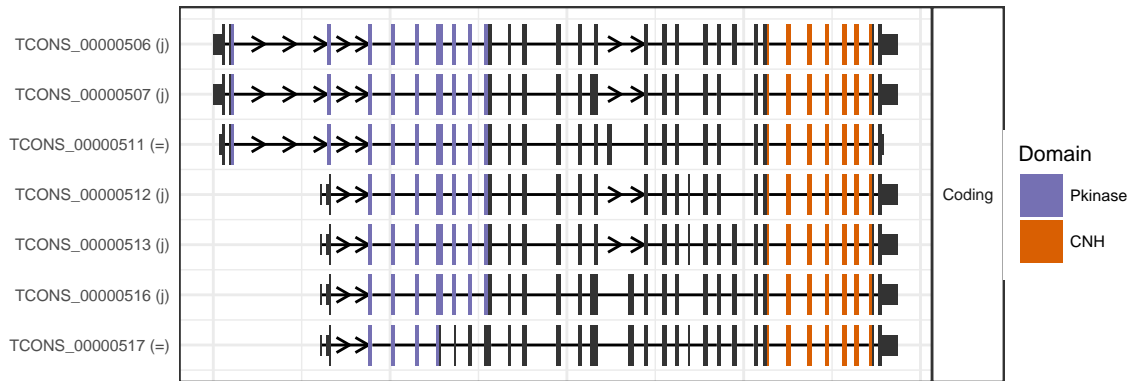 TCONS_00000506 (j)
TCONS_00000507 (j)
TCONS_00000511 (=)
TCONS_00000512 (j)
TCONS_00000513 (j)
TCONS_00000516 (j)
TCONS_00000517 (=)
Coding
Domain
Pkinase
CNH